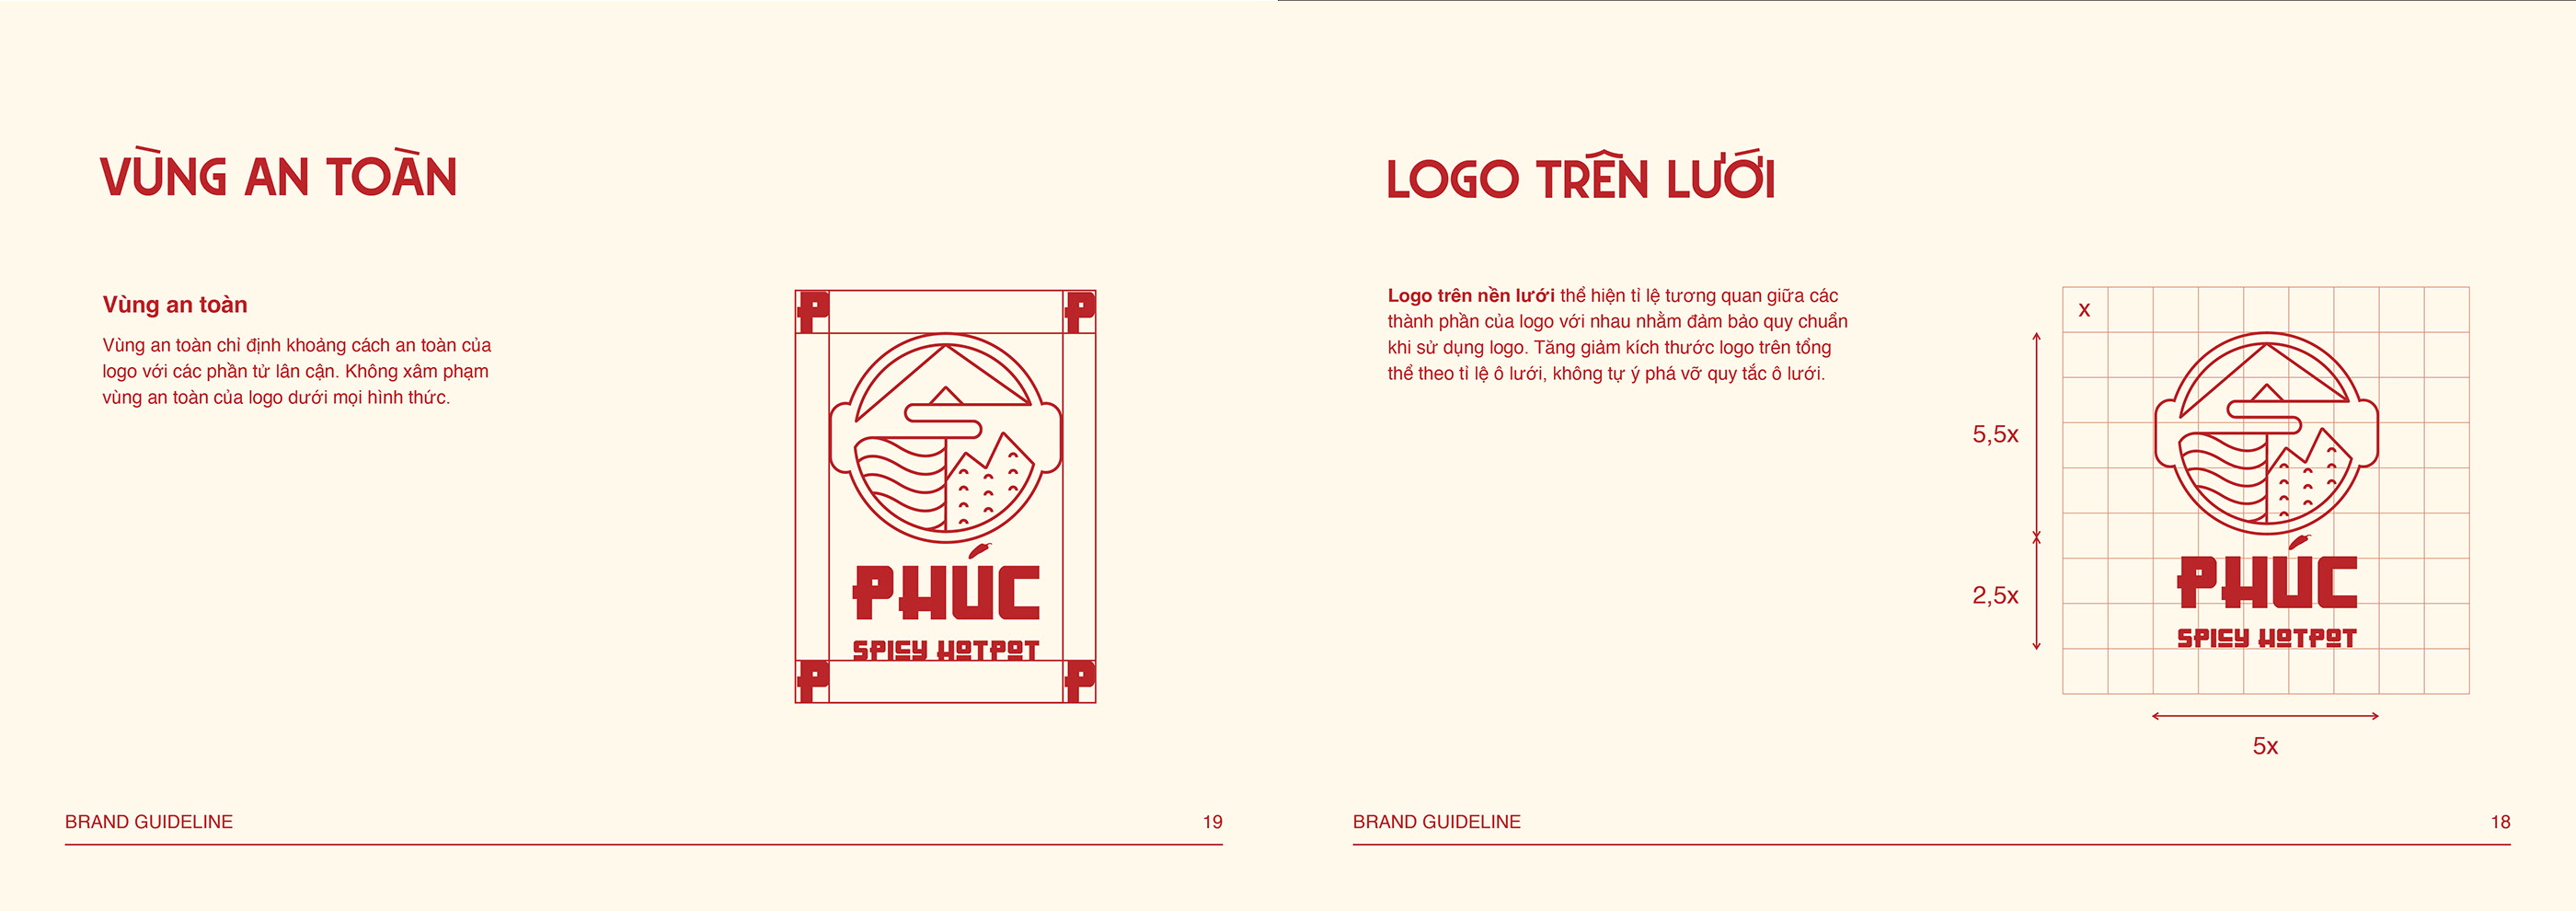 VÙNG AN TOÀN
Vùng an toàn
Vùng an toàn chỉ định khoảng cách an toàn của
logo với các phần tử lân cận. Không xâm phạm
vùng an toàn của logo dưới mọi hình thức.
P P
PHÚC
SPICY HOTPOT
P P
BRAND GUIDELINE 19
LOGO TRÊN LƯỚI
Logo trên nền lưới thể hiện tỉ lệ tương quan giữa các
thành phần của logo với nhau nhằm đảm bảo quy chuẩn
khi sử dụng logo. Tăng giảm kích thước logo trên tổng
thể theo tỉ lệ ô lưới, không tự ý phá vỡ quy tắc ô lưới.
x
5,5x
PHÚC
2,5x
SPICY HOTPOT
5x
BRAND GUIDELINE 18